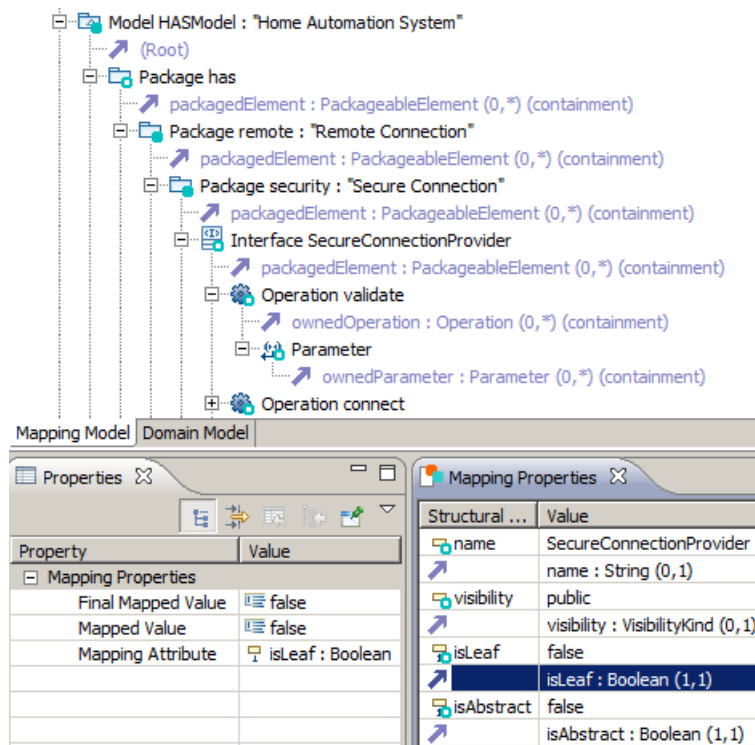 Model HASModel : "Home Automation System"
(Root)
Package has
packagedElement : PackageableElement (0,*) (containment)
Package remote : "Remote Connection"
packagedElement : PackageableElement (0,*) (containment)
Package security : "Secure Connection"
packagedElement : PackageableElement (0,*) (containment)
Interface SecureConnectionProvider
packagedElement : PackageableElement (0,*) (containment)
Operation validate
ownedOperation : Operation (0,*) (containment)
Parameter
ownedParameter : Parameter (0,*) (containment)
Operation connect
Mapping Model Domain Model
Properties
Property Value
Mapping Properties
Final Mapped Value false
Mapped Value false
Mapping Attribute isLeaf : Boolean
Mapping Properties
Structural ... Value
name SecureConnectionProvider
name : String (0,1)
visibility public
visibility : VisibilityKind (0,1)
isLeaf false
isLeaf : Boolean (1,1)
isAbstract false
isAbstract : Boolean (1,1)